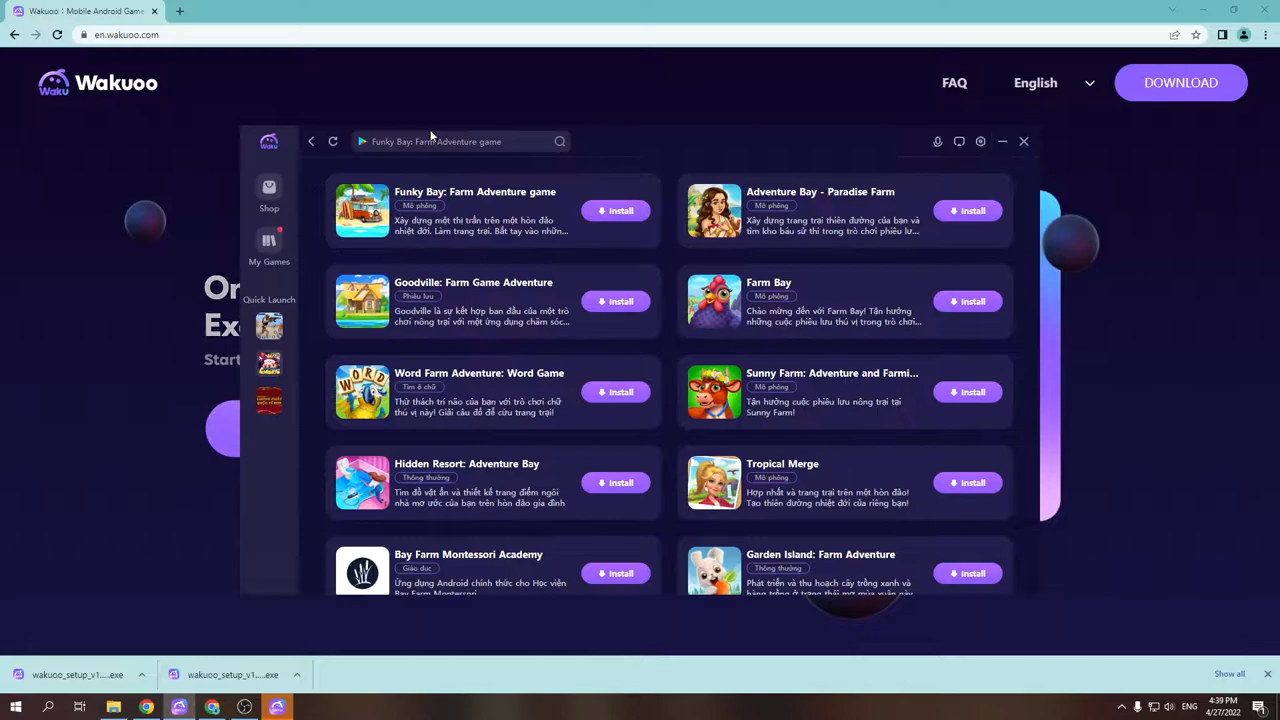 Wakuoo : Mobile Android Game
en.wakuoo.com
Waku
Wakuoo
FAQ
English
DOWNLOAD
Waku
Funky Bay: Farm Adventure game
Shop
My Games
Quick Launch
Funky Bay: Farm Adventure game
Mô phỏng
Xây dựng một thị trấn trên một hòn đảo
nhiệt đới. Làm trang trại. Bắt tay vào nhữn...
Install
Adventure Bay - Paradise Farm
Mô phỏng
Xây dựng trang trại thiên đường của bạn và
tìm kho báu sử thi trong trò chơi phiêu lư...
Install
Goodville: Farm Game Adventure
Phiêu lưu
Goodville là sự kết hợp ban đầu của một trò
chơi nông trại với một ứng dụng chăm sóc...
Install
Farm Bay
Mô phỏng
Chào mừng đến với Farm Bay! Tận hưởng
những cuộc phiêu lưu thú vị trong trò chơi...
Install
Word Farm Adventure: Word Game
Tìm ô chữ
Thử thách trí não của bạn với trò chơi chữ
thú vị này! Giải câu đố để cứu trang trại!
Install
WORD
Sunny Farm: Adventure and Farmi...
Mô phỏng
Tận hưởng cuộc phiêu lưu nông trại tại
Sunny Farm!
Install
Hidden Resort: Adventure Bay
Thông thường
Tìm đồ vật ẩn và thiết kế trang điểm ngôi
nhà mơ ước của bạn trên hòn đảo gia đình
Install
Tropical Merge
Mô phỏng
Hợp nhất và trang trại trên một hòn đảo!
Tạo thiên đường nhiệt đới của riêng bạn!
Install
Bay Farm Montessori Academy
Giáo dục
Ứng dụng Android chính thức cho Học viện
Bay Farm Montessori
Install
Garden Island: Farm Adventure
Thông thường
Phát triển và thu hoạch cây trồng xanh và
Install
Or
Exc
Start
wakuoo_setup_v1....exe
wakuoo_setup_v1....exe
Show all
ENG
4:39 PM
4/27/2022